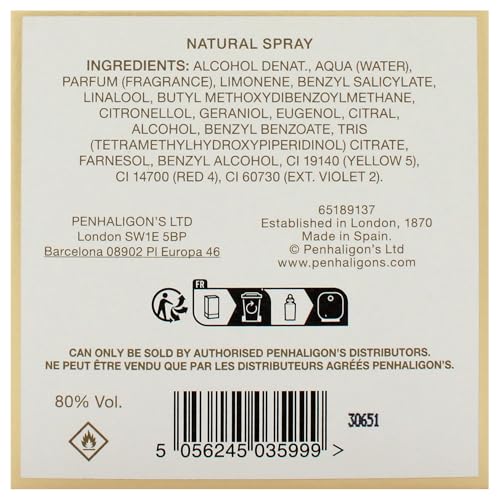 NATURAL SPRAY
INGREDIENTS: ALCOHOL DENAT., AQUA (WATER),
PARFUM (FRAGRANCE), LIMONENE, BENZYL SALICYLATE,
LINALOOL, BUTYL METHOXYDIBENZOYLMETHANE,
CITRONELLOL, GERANIOL, EUGENOL, CITRAL,
ALCOHOL, BENZYL BENZOATE, TRIS
(TETRAMETHYLHYDROXYPIPERIDINOL) CITRATE,
FARNESOL, BENZYL ALCOHOL, CI 19140 (YELLOW 5),
CI 14700 (RED 4), CI 60730 (EXT. VIOLET 2).
PENHALIGON'S LTD
London SW1E 5BP
Barcelona 08902 Pl Europa 46
65189137
Established in London, 1870
Made in Spain.
© Penhaligon's Ltd
www.penhaligons.com
FR
CAN ONLY BE SOLD BY AUTHORISED PENHALIGON'S DISTRIBUTORS.
NE PEUT ÊTRE VENDU QUE PAR LES DISTRIBUTEURS AGRÉÉS PENHALIGON'S.
80% Vol.
30651
5 056245 035999 >